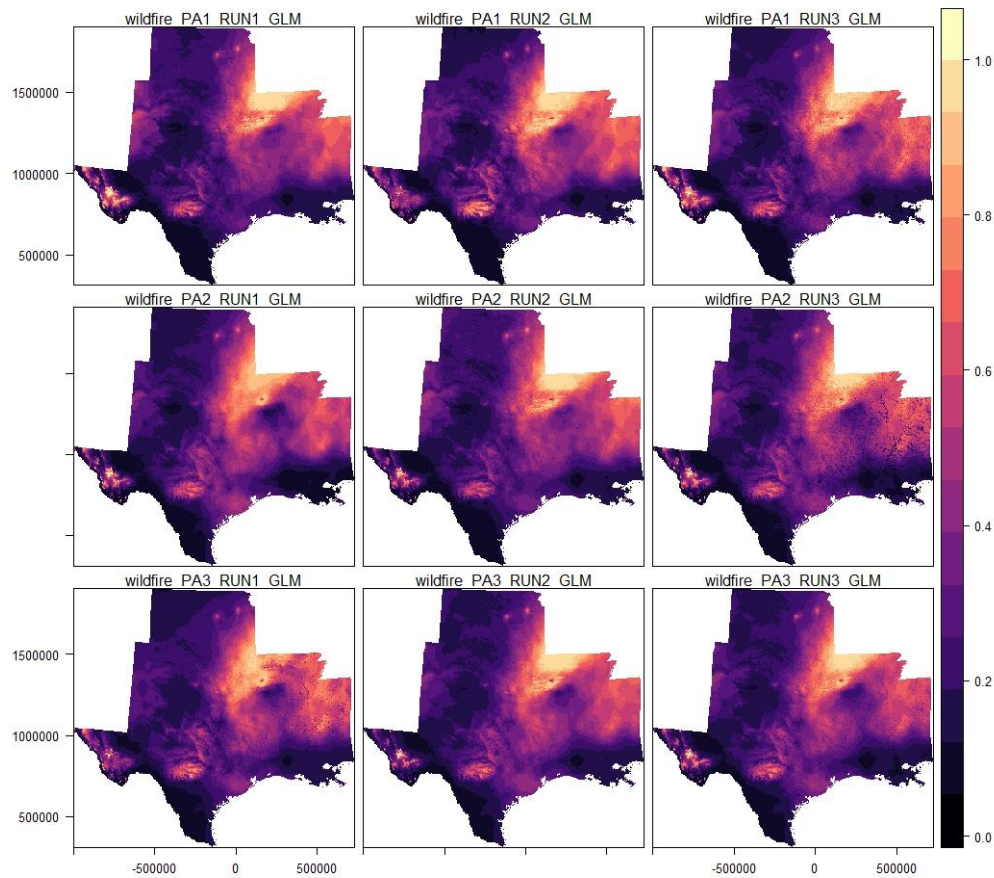 wildfire_PA1_RUN1_GLM
wildfire_PA1_RUN2_GLM
wildfire_PA1_RUN3_GLM
1500000
1000000
500000
wildfire_PA2_RUN1_GLM
wildfire_PA2_RUN2_GLM
wildfire_PA2_RUN3_GLM
wildfire_PA3_RUN1_GLM
wildfire_PA3_RUN2_GLM
wildfire_PA3_RUN3_GLM
1500000
1000000
500000
-500000
0
500000
-500000
0
500000
1.0
0.8
0.6
0.4
0.2
0.0